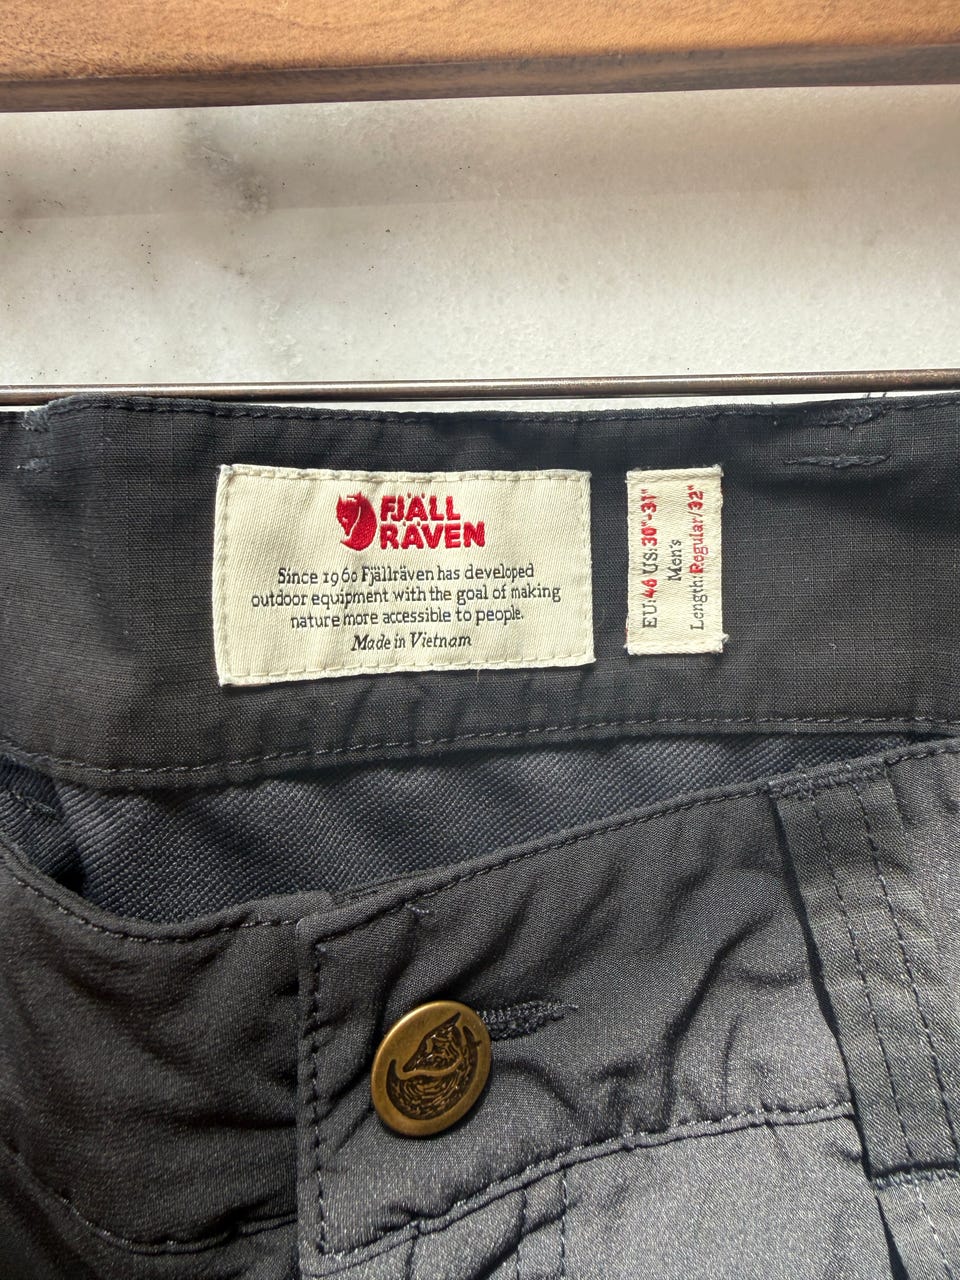 FJÄLL
RÄVEN
Since 1960 Fjällräven has developed
outdoor equipment with the goal of making
nature more accessible to people.
Made in Vietnam
EU:46 US:30"-31"
Men's
Length:Regular/32"